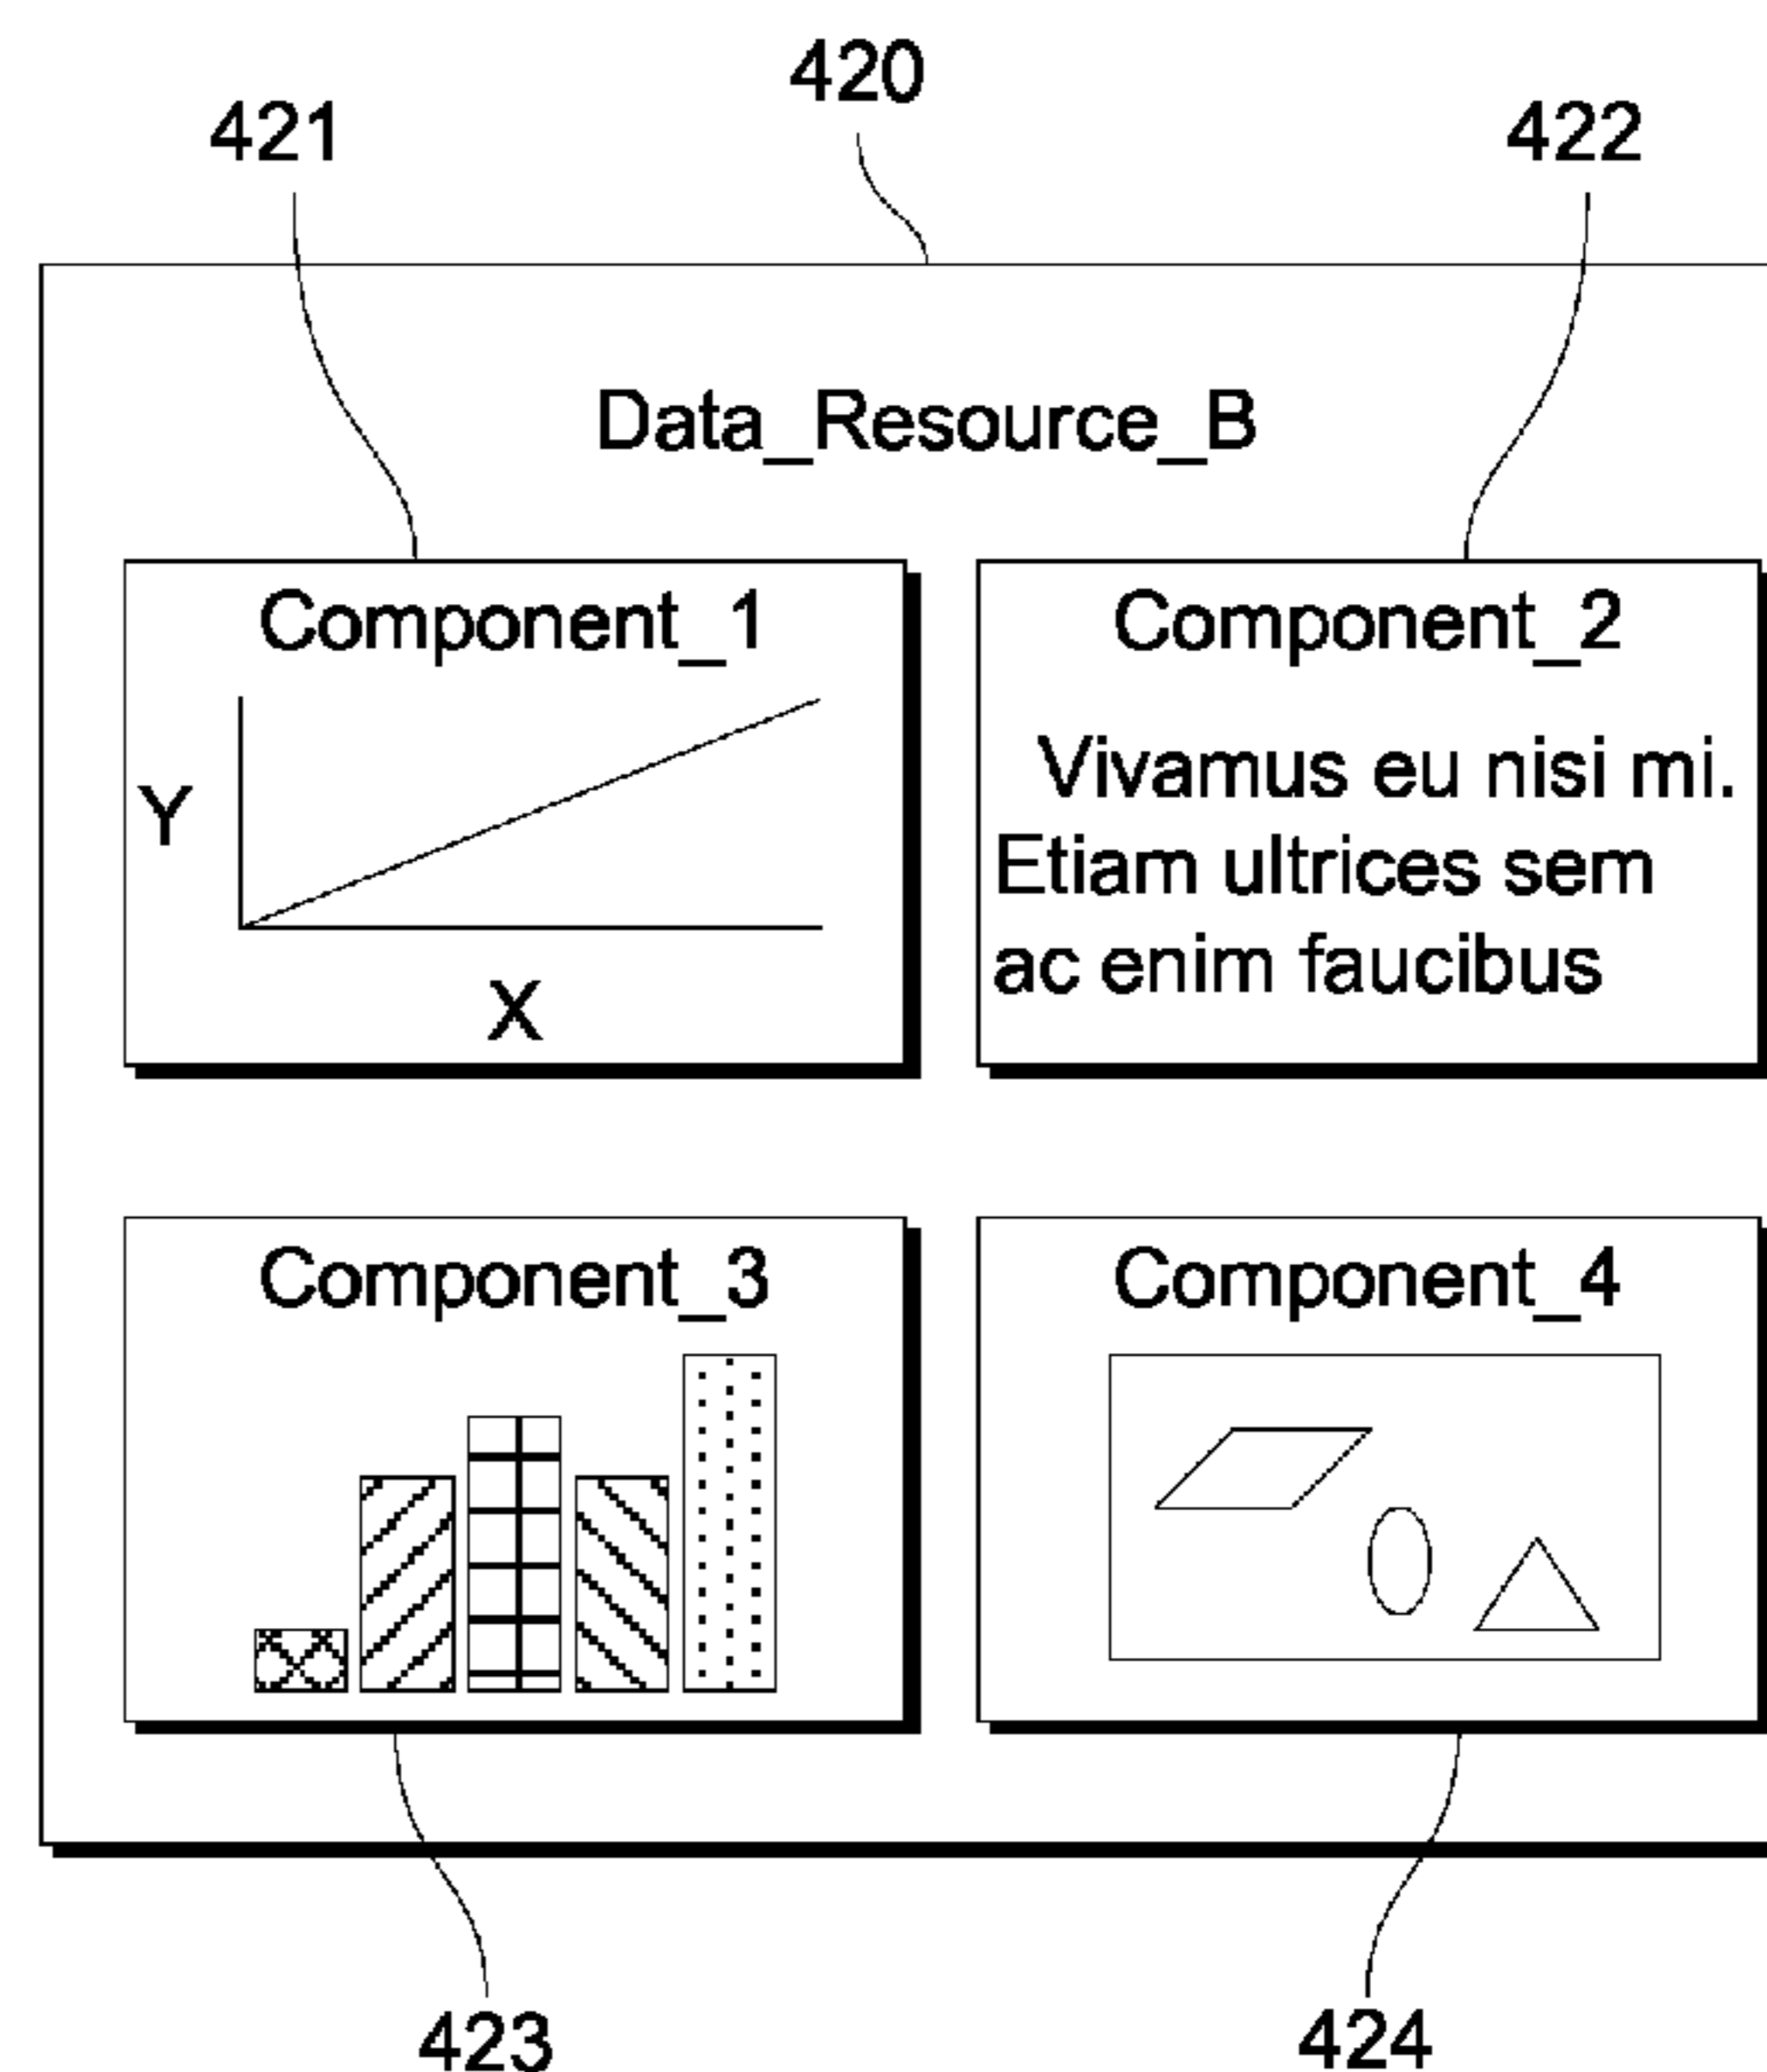 420
421
422
Data_Resource_B
Component_1
Y
X
Component_2
Vivamus eu nisi mi.
Etiam ultrices sem
ac enim faucibus
Component_3
Component_4
423
424